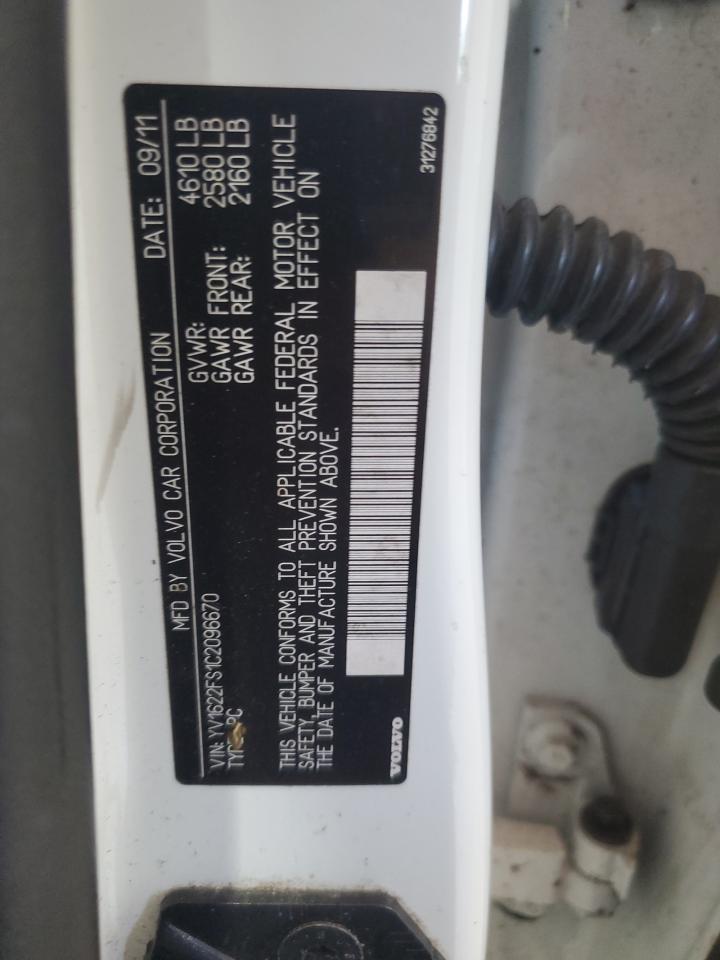 MFD BY VOLVO CAR CORPORATION DATE: 09/11
VIN: YV1622FS1C2096670 GVWR: 4610 LB
GAWR FRONT: 2580 LB
PC GAWR REAR: 2160 LB
THIS VEHICLE CONFORMS TO ALL APPLICABLE FEDERAL MOTOR VEHICLE
SAFETY, BUMPER AND THEFT PREVENTION STANDARDS IN EFFECT ON
THE DATE OF MANUFACTURE SHOWN ABOVE.
VOLVO 31276842